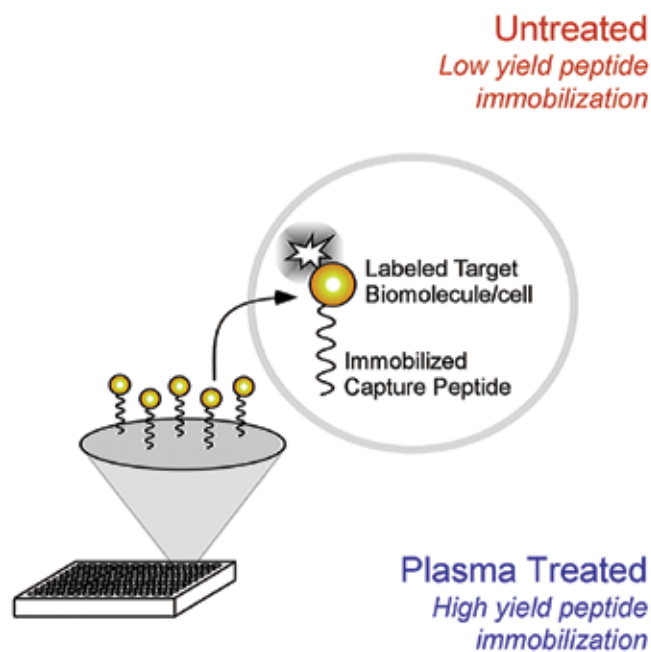 Untreated
Low yield peptide
immobilization
Labeled Target
Biomolecule/cell
Immobilized
Capture Peptide
Plasma Treated
High yield peptide
immobilization